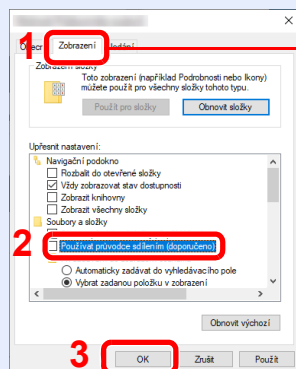 1
Zobrazení
Zobrazení složky
Toto zobrazení (například Podrobnosti nebo Ikony)
můžete použít pro všechny složky tohoto typu.
Použít pro složky
Obnovit složky
Upřesnit nastavení:
Navigační podokno
Rozbalit do otevřené složky
Vždy zobrazovat stav dostupnosti
Zobrazit knihovny
Zobrazit všechny složky
Soubory a složky
2
Používat průvodce sdílením (doporučeno)
Automaticky zadávat do vyhledávacího pole
Vybrat zadanou položku v zobrazení
Obnovit výchozí
3
OK
Zrušit
Použít